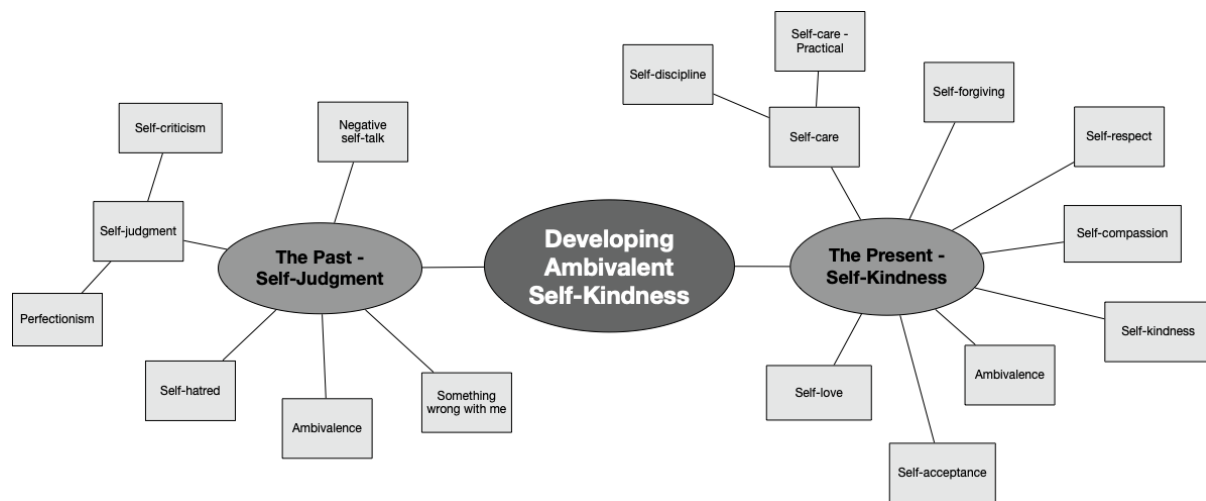 Self-care -
Practical
Self-discipline
Self-forgiving
Self-criticism
Negative
self-talk
Self-care
Self-respect
Self-judgment
Self-compassion
The Past -
Self-Judgment
Developing
Ambivalent
Self-Kindness
The Present -
Self-Kindness
Perfectionism
Self-kindness
Self-hatred
Something
wrong with me
Ambivalence
Self-love
Ambivalence
Self-acceptance